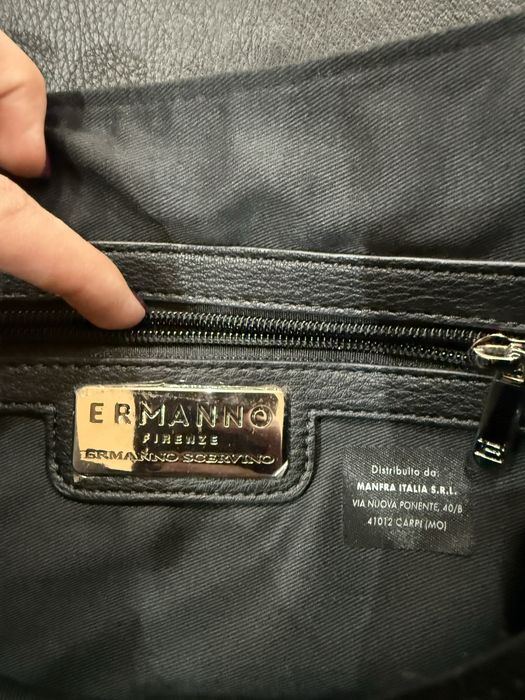 ERMANNO
FIRENZE
ERMANNO SCERVINO
Distribuito da:
MANFRA ITALIA S.R.L.
VIA NUOVA PONENTE, 40/B
41012 CARPI (MO)